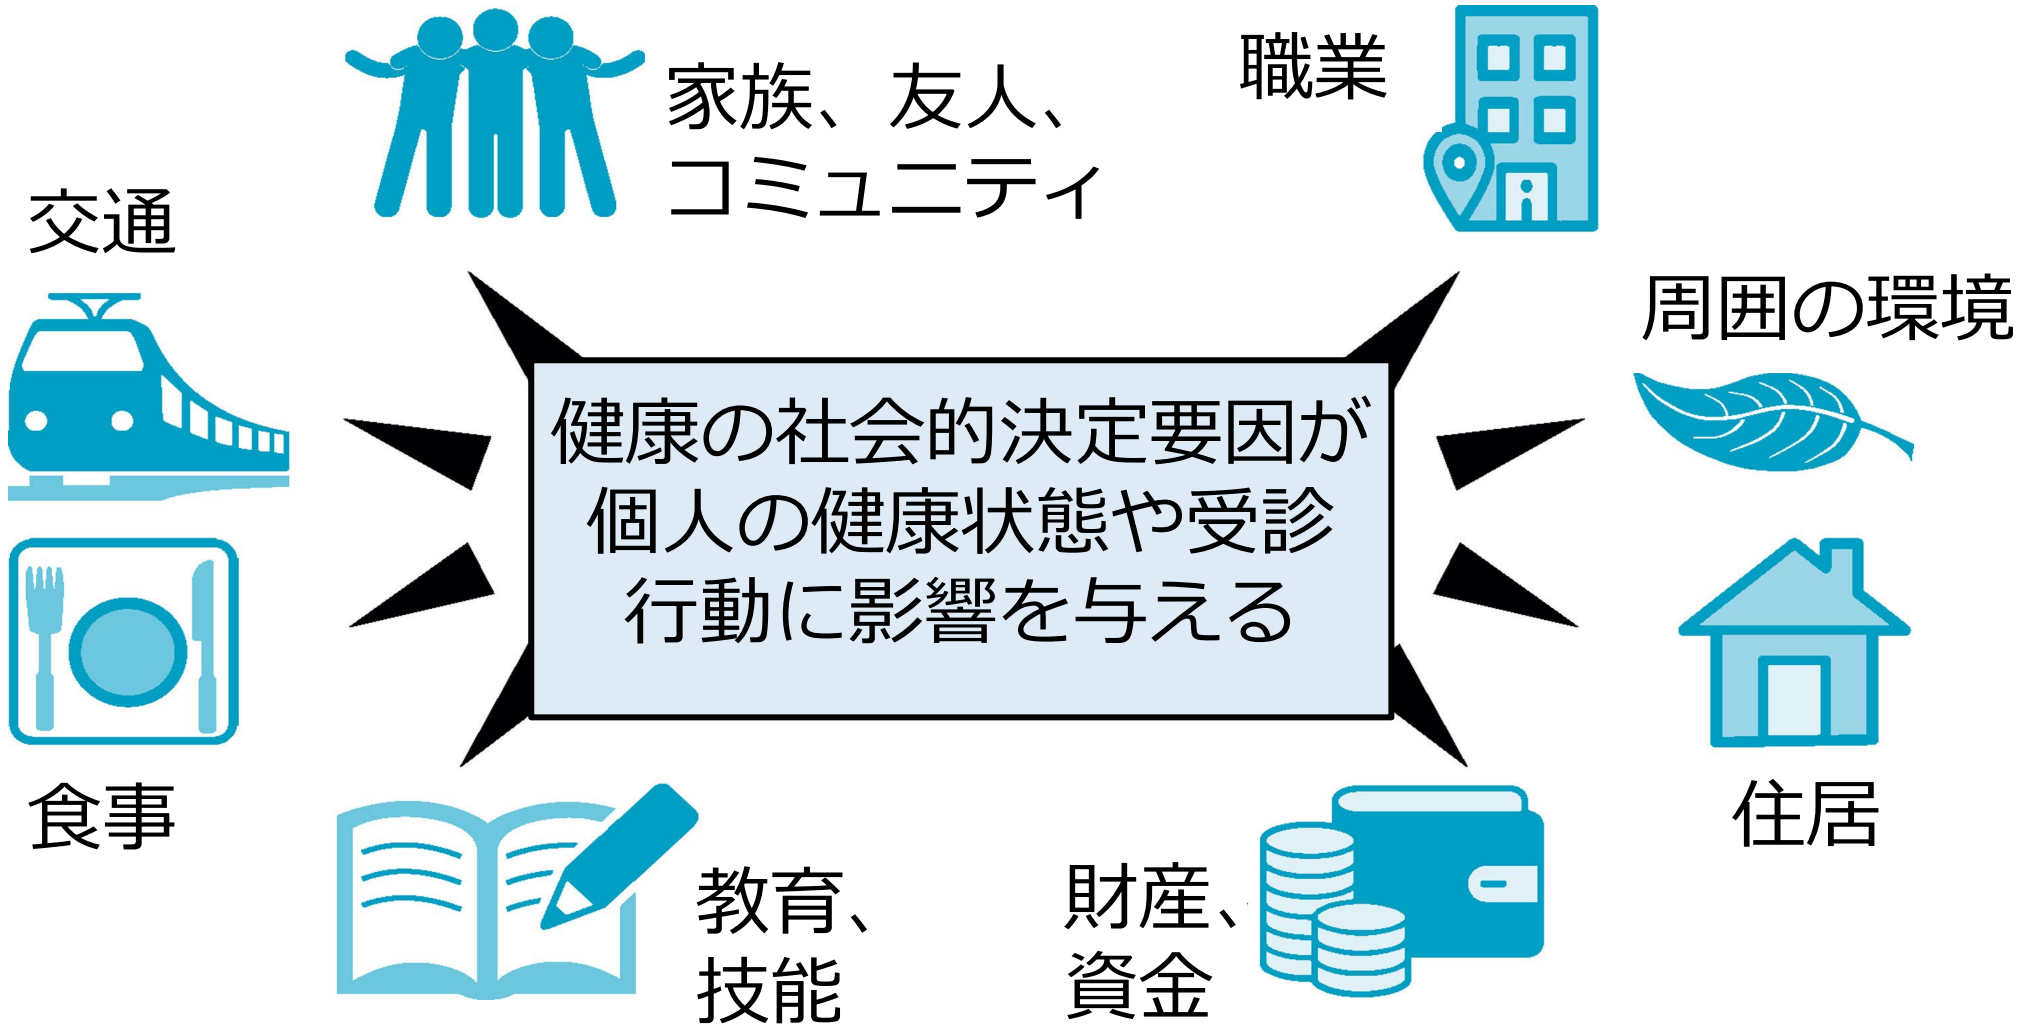 家族、友人、
コミュニティ
職業
交通
周囲の環境
健康の社会的決定要因が
個人の健康状態や受診
行動に影響を与える
食事
住居
教育、
技能
財産、
資金